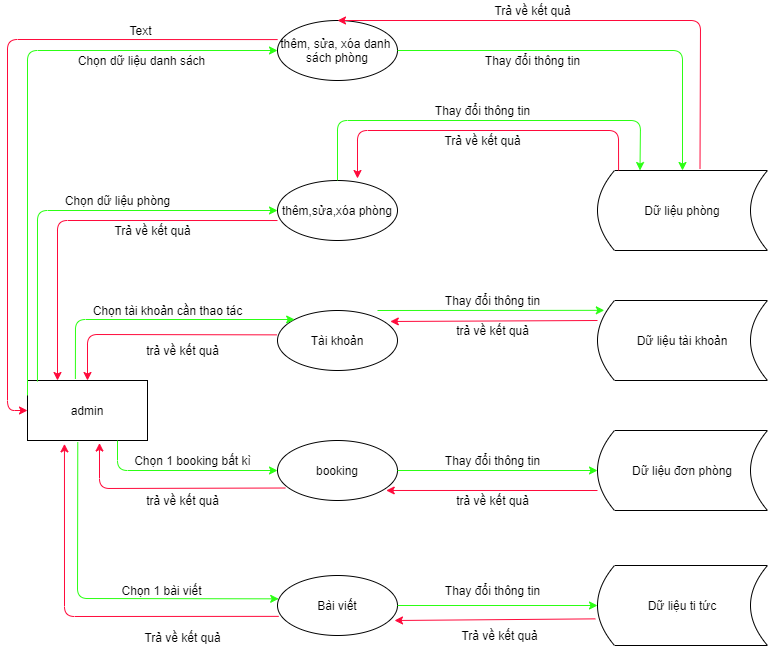 Trả về kết quả
Text
thêm, sửa, xóa danh
sách phòng
Chọn dữ liệu danh sách
Thay đổi thông tin
Thay đổi thông tin
Trả về kết quả
Chọn dữ liệu phòng
thêm,sửa,xóa phòng
Dữ liệu phòng
Trả về kết quả
Thay đổi thông tin
Chọn tài khoản cần thao tác
trả về kết quả
Tải khoản
Dữ liệu tải khoản
trả về kết quả
admin
Chọn 1 booking bất kì
Thay đổi thông tin
booking
Dữ liệu đơn phòng
trả về kết quả
trả về kết quả
Chọn 1 bài viết
Thay đổi thông tin
Bài viết
Dữ liệu ti tức
Trả về kết quả
Trả về kết quả